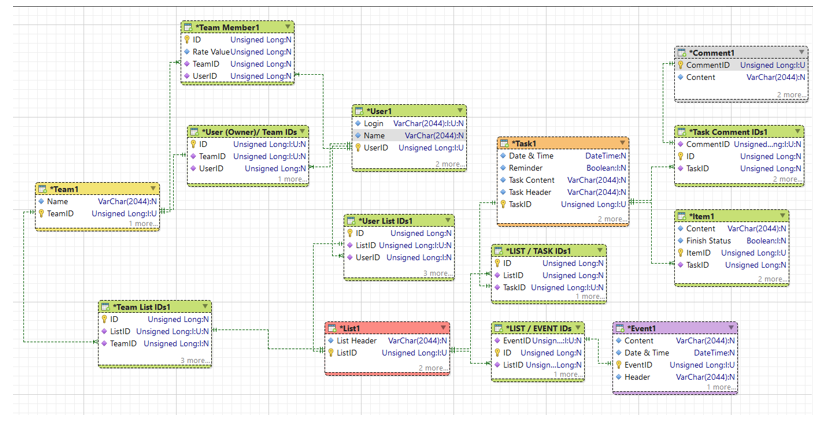 *Team Member1
ID Unsigned Long:N
Rate Value Unsigned Long:N
TeamID Unsigned Long:N
UserID Unsigned Long:N
*Comment1
CommentID Unsigned Long:I:U
Content VarChar(2044):N
2 more...
*User1
Login VarChar(2044):I:U:N
Name VarChar(2044):N
UserID Unsigned Long:I:U
2 more...
*User (Owner)/ Team IDs
ID Unsigned Long:U:N
TeamID Unsigned Long:I:U:N
UserID Unsigned Long:N
1 more...
*Task1
Date & Time DateTime:N
Reminder Boolean:I:N
Task Content VarChar(2044):N
Task Header VarChar(2044):N
TaskID Unsigned Long:I:U
2 more...
*Task Comment IDs1
CommentID Unsigned...ng:I:U:N
ID Unsigned Long:I:U:N
TaskID Unsigned Long:N
2 more...
*Team1
Name VarChar(2044):N
TeamID Unsigned Long:I:U
1 more...
*User List IDs1
ID Unsigned Long:N
ListID Unsigned Long:I:U:N
UserID Unsigned Long:N
3 more...
*Item1
Content VarChar(2044):U:N
Finish Status Boolean:I:N
ItemID Unsigned Long:I:U
TaskID Unsigned Long:N
2 more...
*LIST / TASK IDs1
ID Unsigned Long:N
ListID Unsigned Long:N
TaskID Unsigned Long:I:U:N
1 more...
*Team List IDs1
ID Unsigned Long:N
ListID Unsigned Long:I:U:N
TeamID Unsigned Long:I:N
3 more...
*List1
List Header VarChar(2044):N
ListID Unsigned Long:I:U
2 more...
*LIST / EVENT IDs
EventID Unsign...:I:U:N
ID Unsigned Long:N
ListID Unsign...Long:N
1 more...
*Event1
Content VarChar(2044):N
Date & Time DateTime:N
EventID Unsigned Long:I:U
Header VarChar(2044):N
1 more...